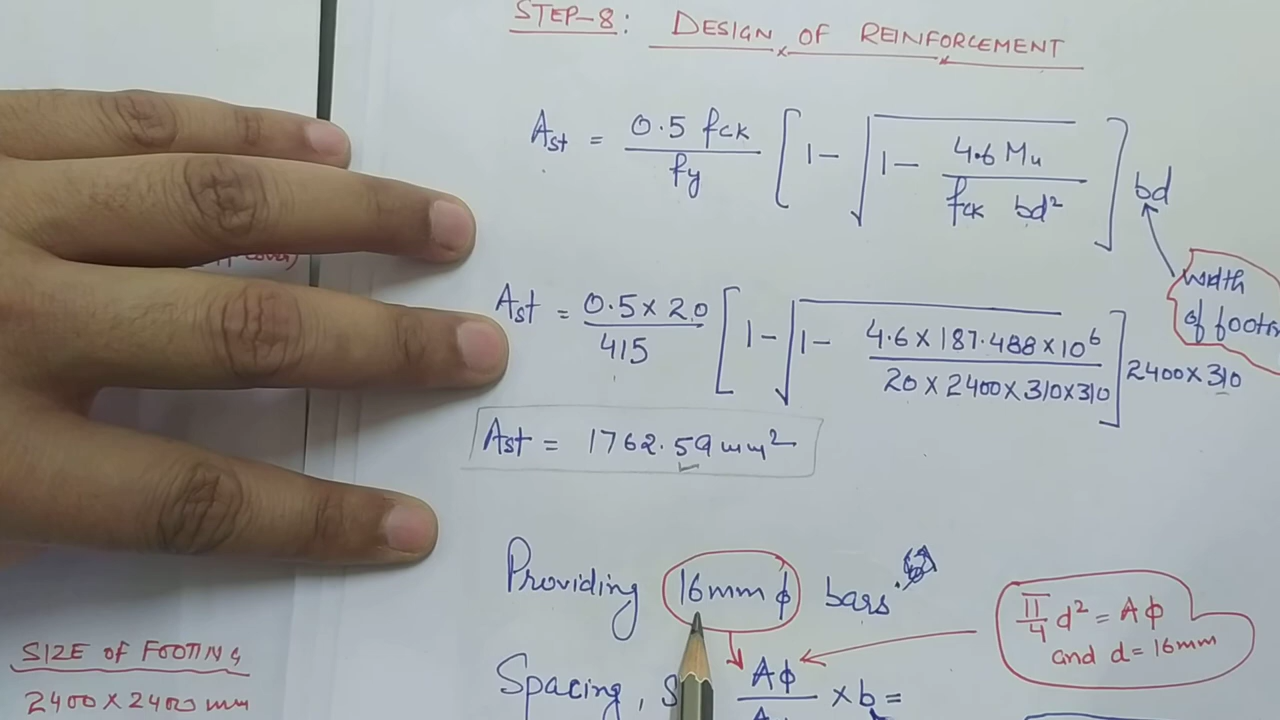 STEP-8: DESIGN OF REINFORCEMENT
Ast = 0.5 fck / fy [ 1 - √( 1 - 4.6 Mu / fck bd² ) ] bd
width
of
Ast = 0.5 x 20 / 415 [ 1 - √( 1 - 4.6 x 187.488 x 10⁶ / 20 x 2400 x 310 x 310 ) ] 2400 x 310
Ast = 1762.59 mm²
Providing 16mm ϕ bars.
π/4 d² = Aϕ
and d = 16mm
Spacing, S Aϕ / x b =
SIZE OF FOOTING
2400 x 2400 mm